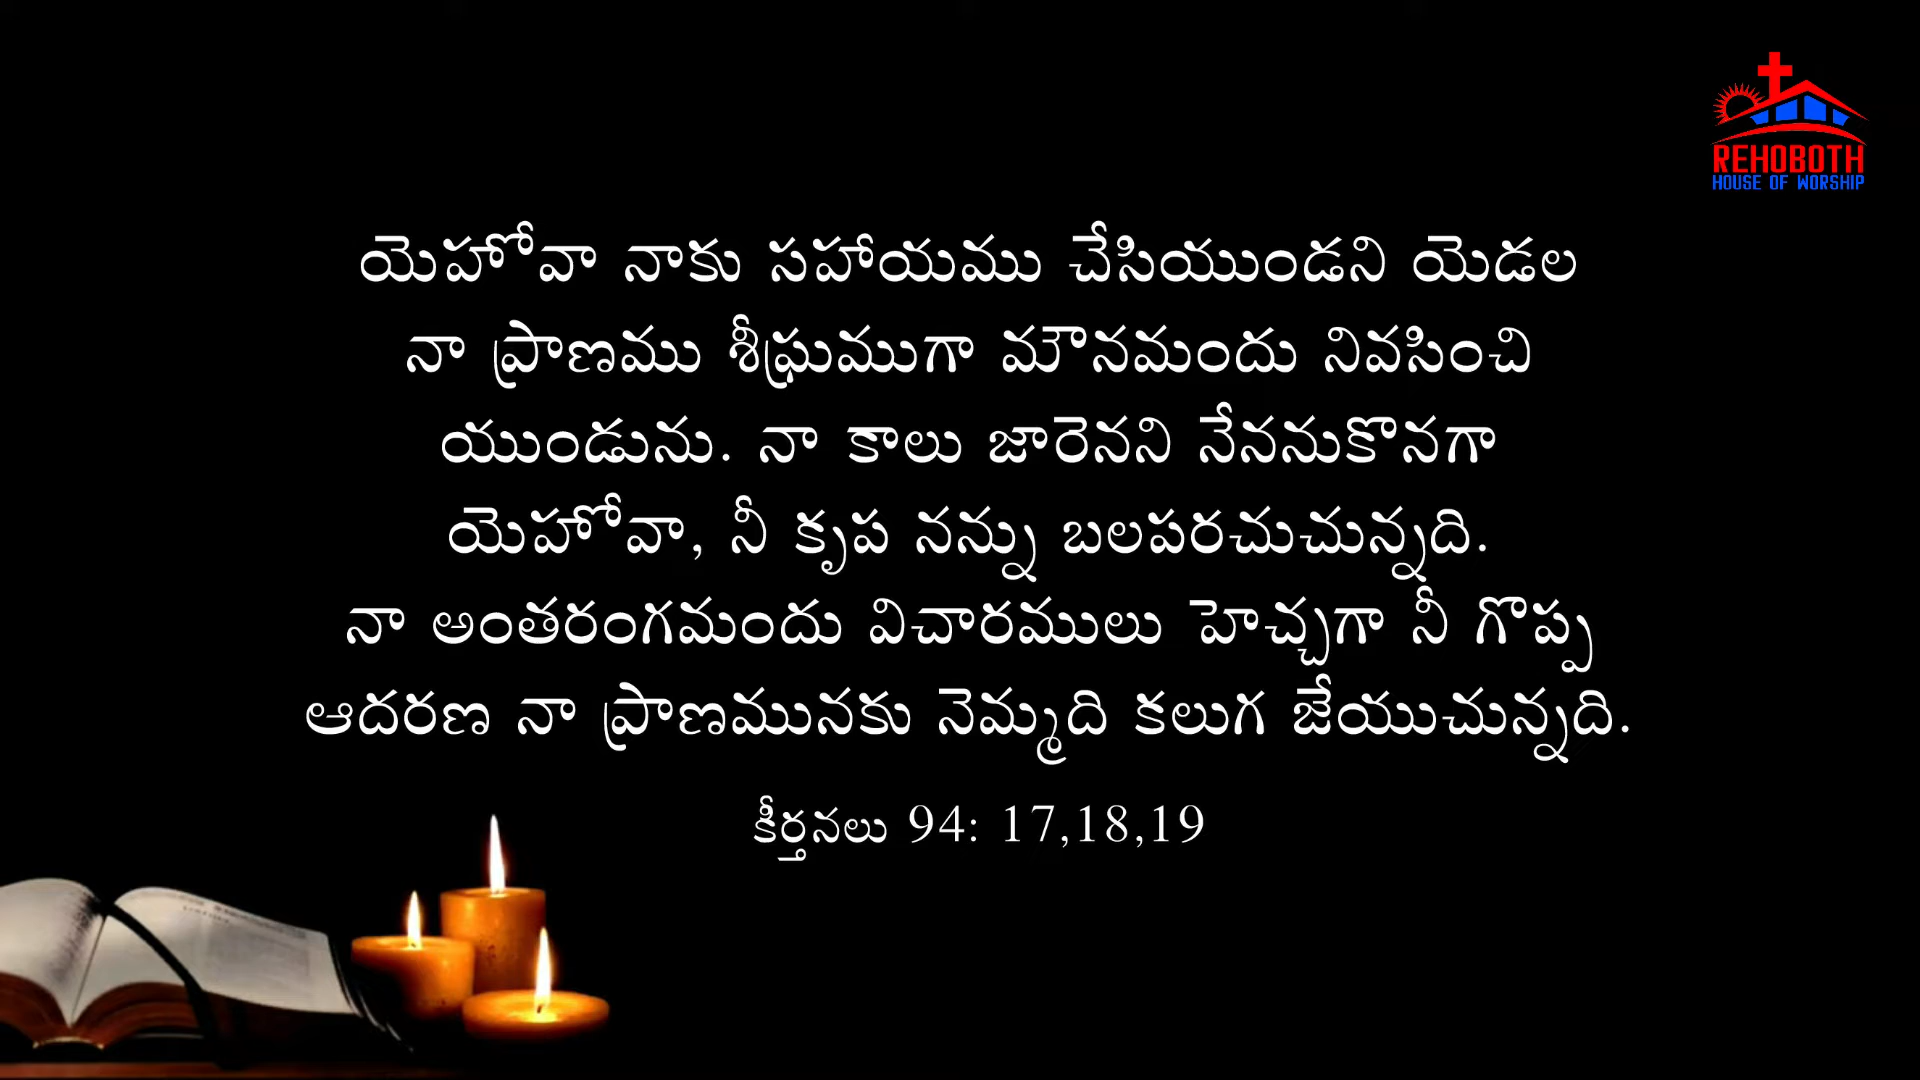 REHOBOTH
HOUSE OF WORSHIP
యెహోవా నాకు సహాయము చేసియుండని యెడల
నా ప్రాణము శీఘ్రముగా మౌనమందు నివసించి
యుండును. నా కాలు జారెనని నేననుకొనగా
యెహోవా, నీ కృప నన్ను బలపరచుచున్నది.
నా అంతరంగమందు విచారములు హెచ్చగా నీ గొప్ప
ఆదరణ నా ప్రాణమునకు నెమ్మది కలుగ జేయుచున్నది.
కీర్తనలు 94: 17,18,19